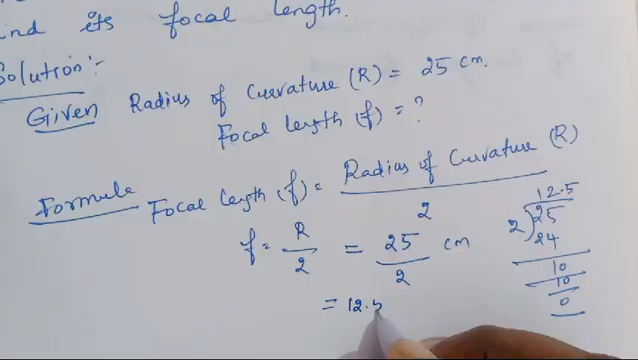 ind its focal length.
Solution:-
Given Radius of Curvature (R) = 25 cm.
Focal length (f) = ?
Formule Focal length (f) = Radius of Curvature (R)
2
f = R/2 = 25/2 cm
= 12.5
12.5
2)25
24
10
10
0